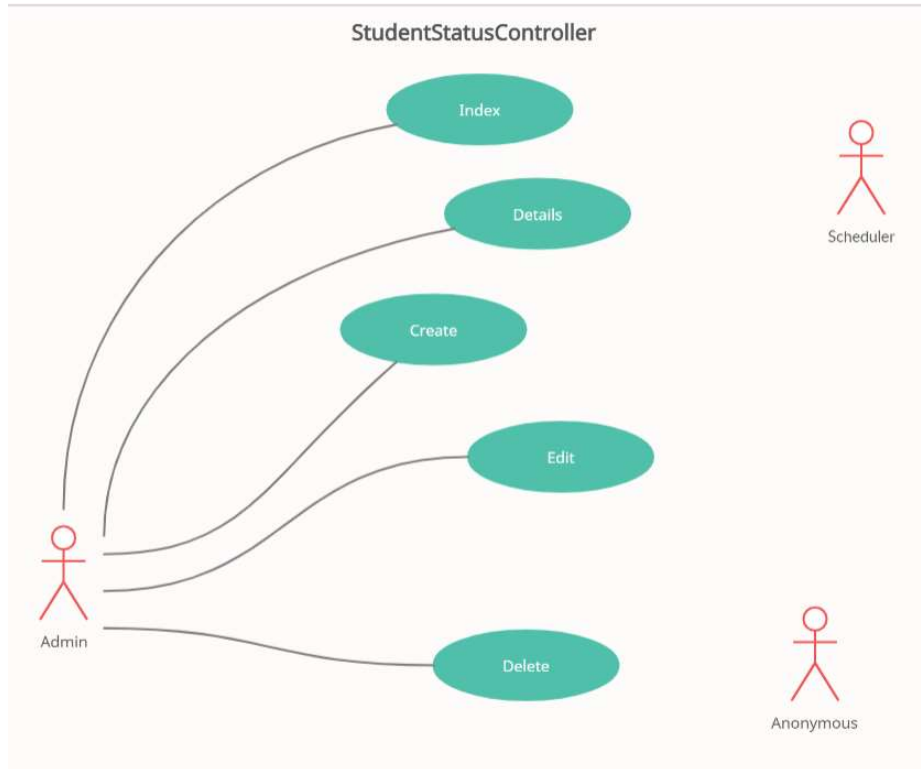 StudentStatusController
Index
Details
Scheduler
Create
Edit
Admin
Delete
Anonymous